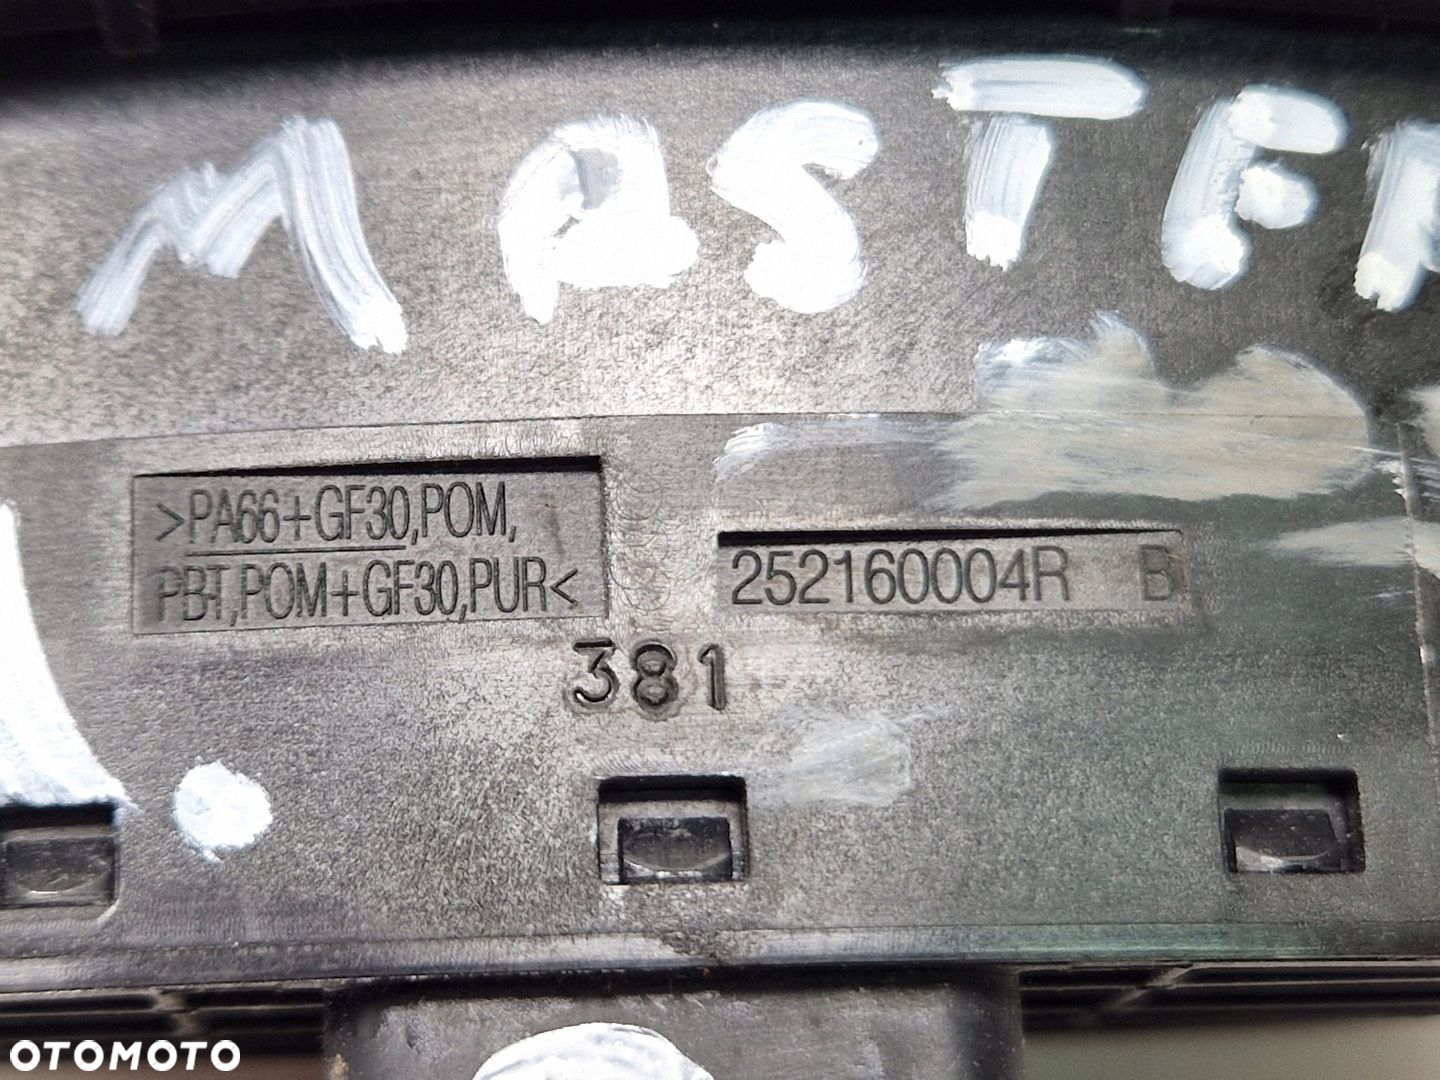 MASTER
>PA66+GF30,POM,
PBT,POM+GF30,PUR<
252160004R B
381
OTOMOTO